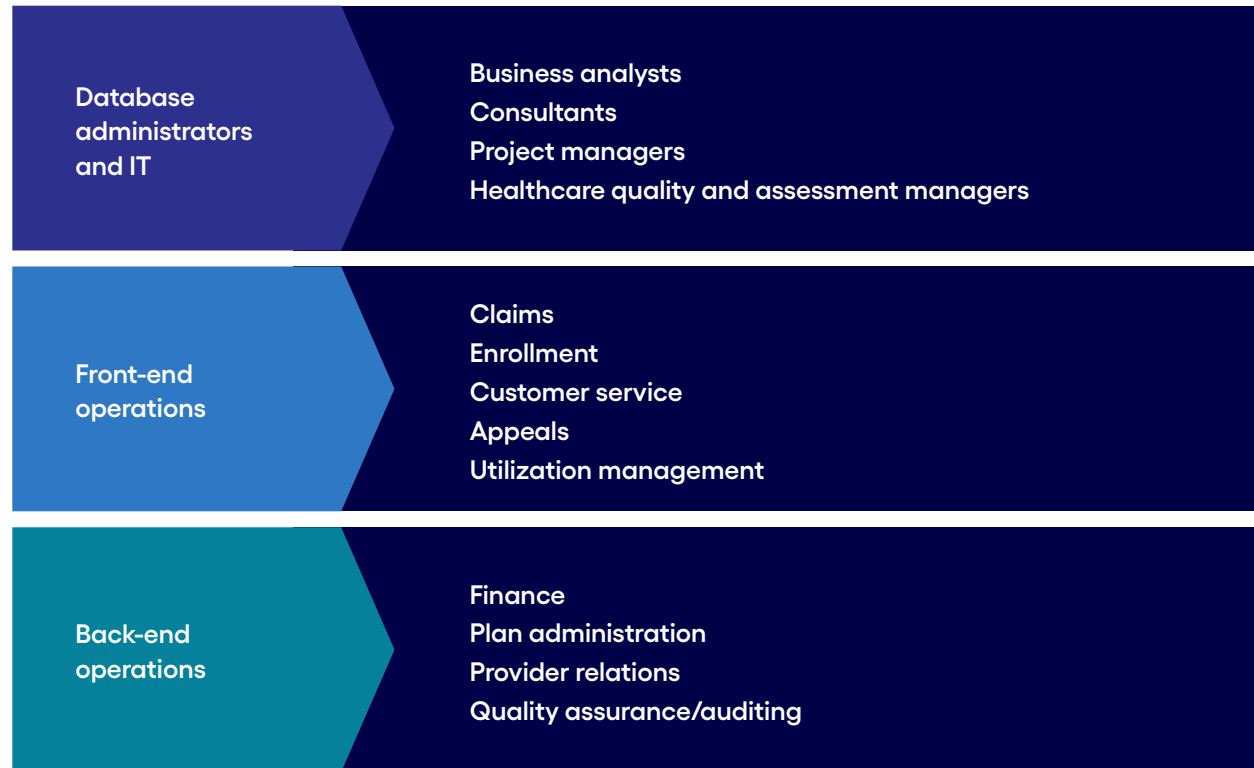 Database
administrators
and IT
Business analysts
Consultants
Project managers
Healthcare quality and assessment managers
Front-end
operations
Claims
Enrollment
Customer service
Appeals
Utilization management
Back-end
operations
Finance
Plan administration
Provider relations
Quality assurance/auditing